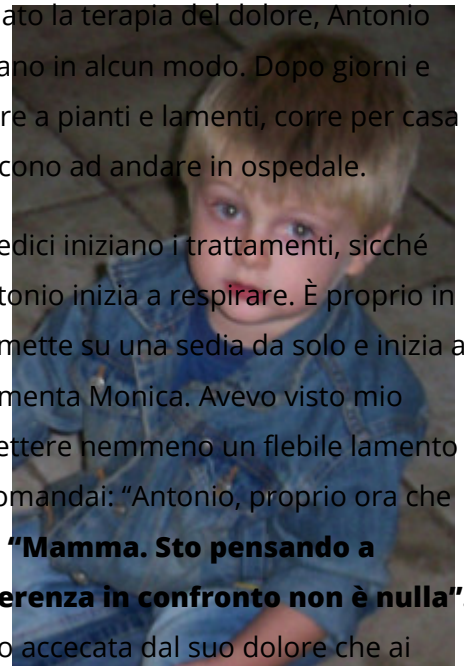 ato la terapia del dolore, Antonio
ano in alcun modo. Dopo giorni e
re a pianti e lamenti, corre per casa
cono ad andare in ospedale.
edici iniziano i trattamenti, sicché
tonio inizia a respirare. È proprio in
mette su una sedia da solo e inizia a
menta Monica. Avevo visto mio
ettere nemmeno un flebile lamento
omandai: “Antonio, proprio ora che
“Mamma. Sto pensando a
erenza in confronto non è nulla”.
o accecata dal suo dolore che ai